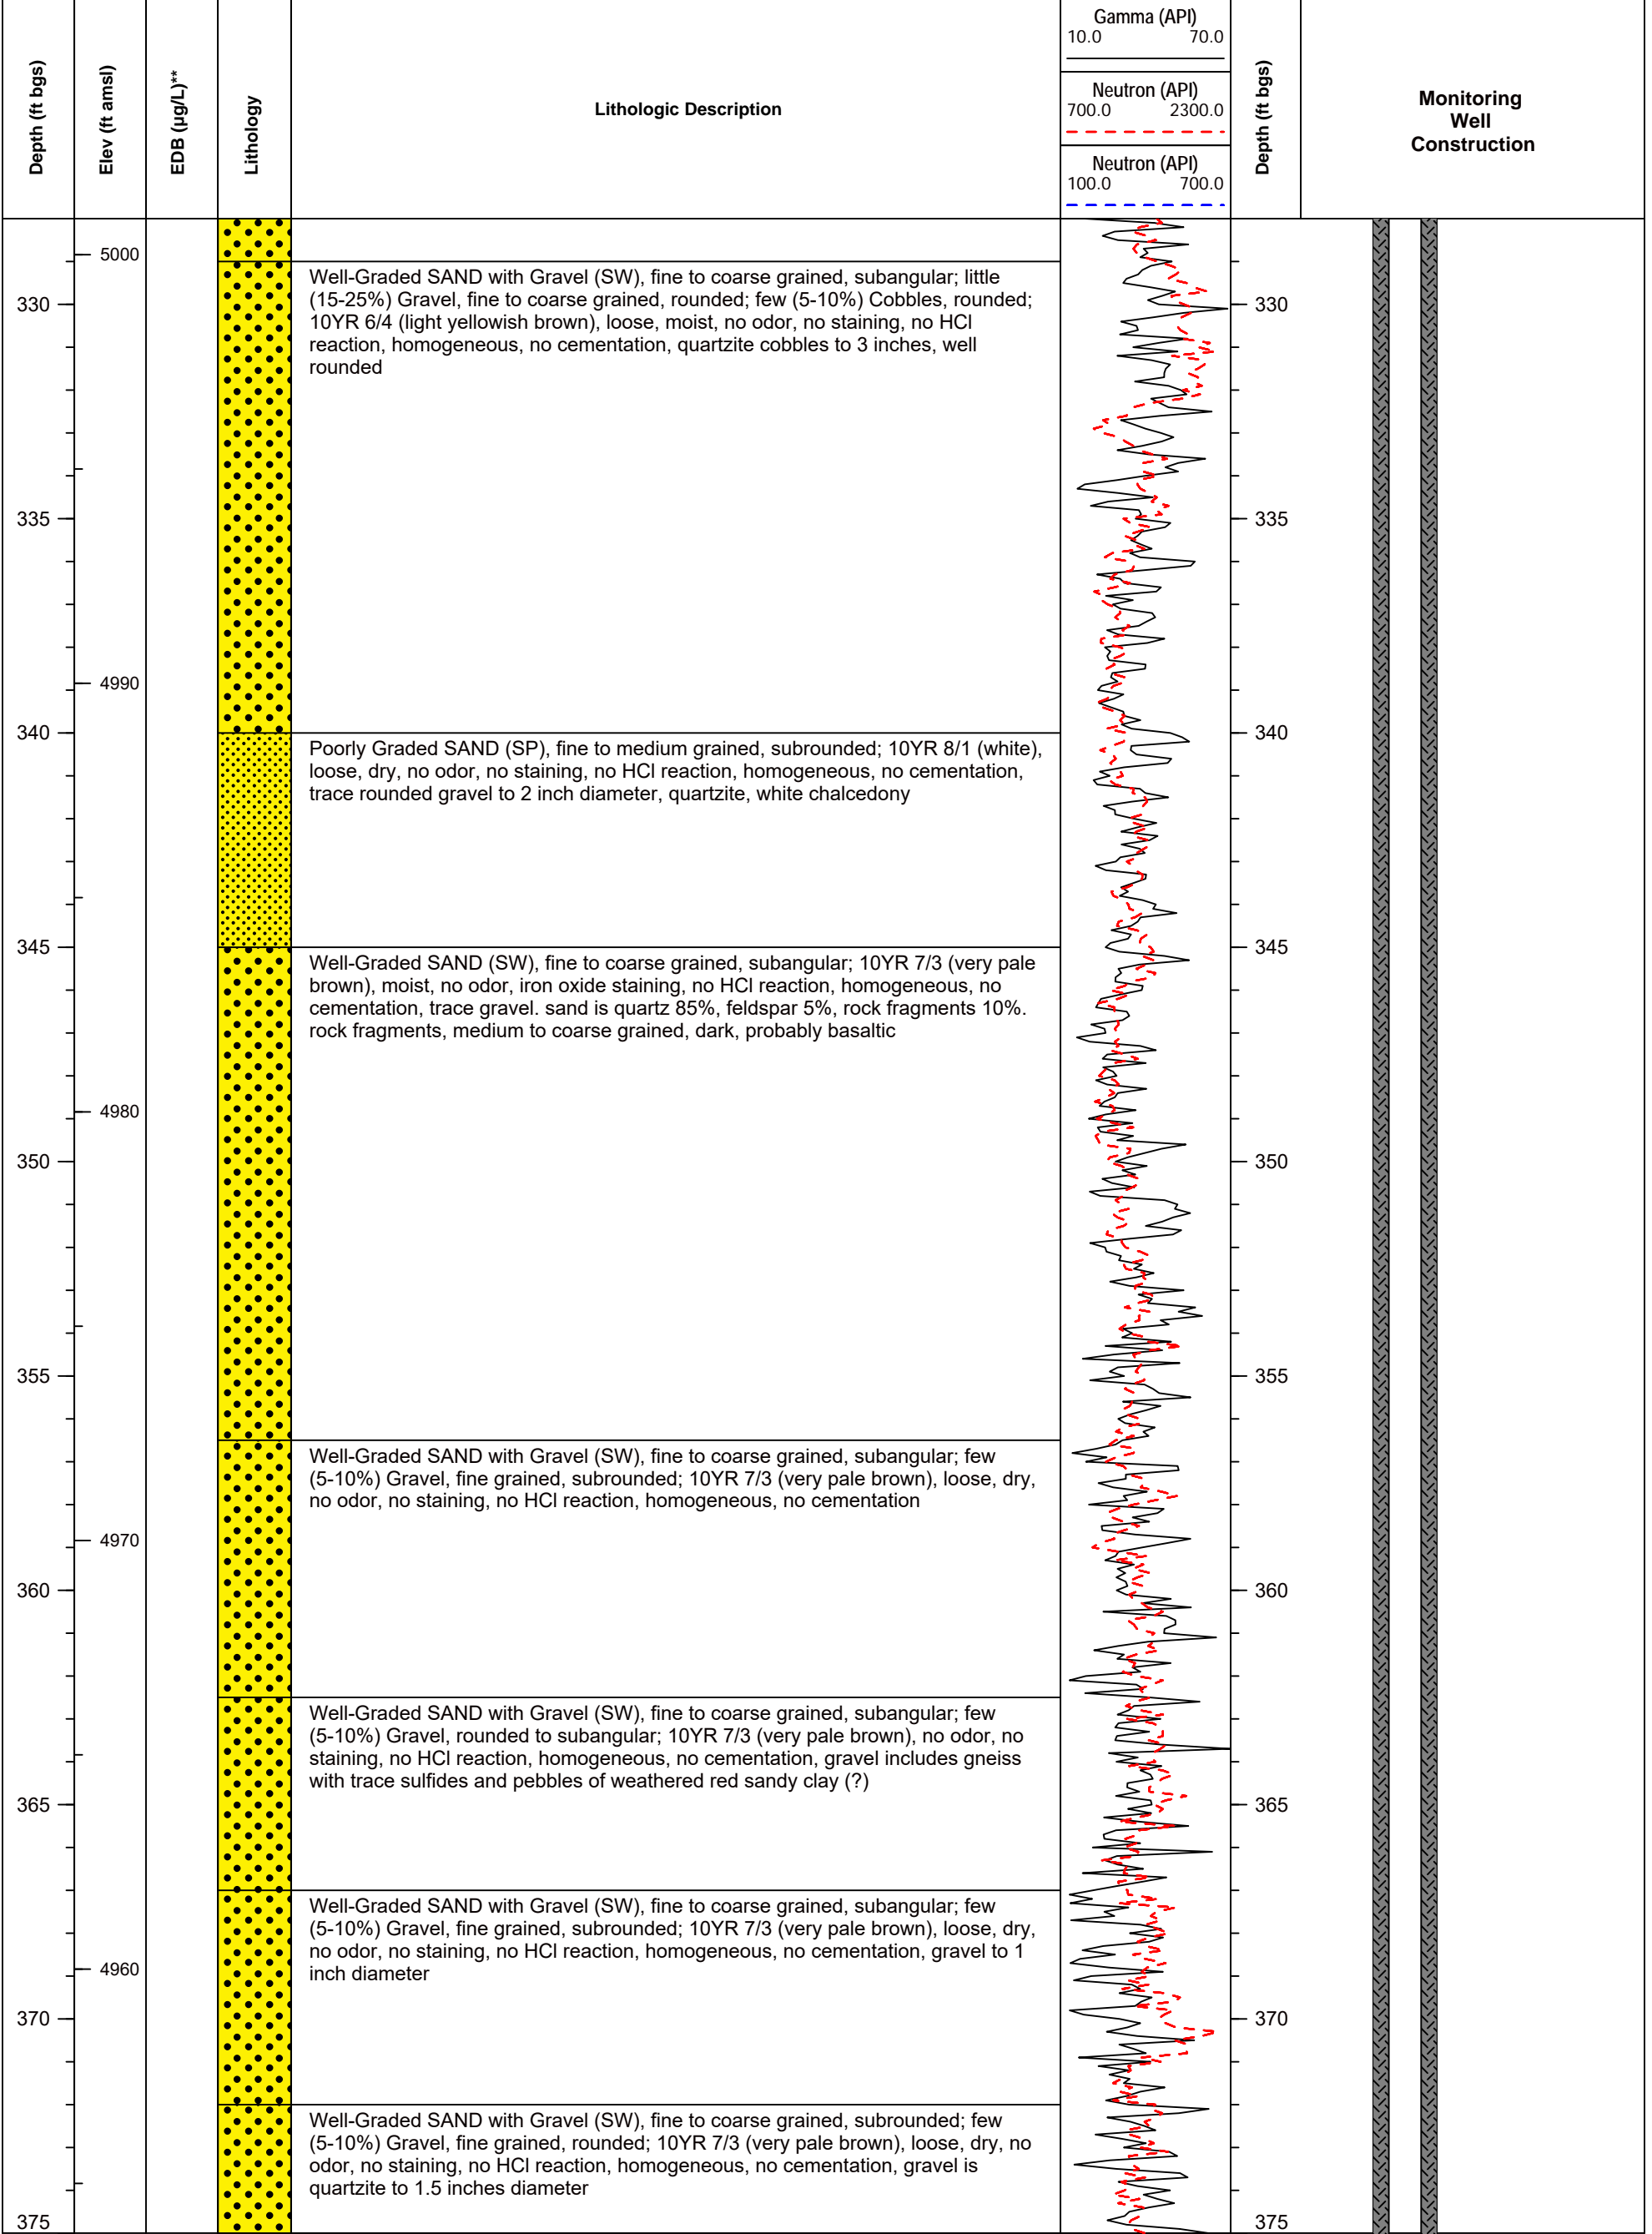 Depth (ft bgs)
Elev (ft amsl)
EDB (µg/L)**
Lithology
Lithologic Description
Gamma (API)
10.0 70.0
Neutron (API)
700.0 2300.0
Neutron (API)
100.0 700.0
Depth (ft bgs)
Monitoring
Well
Construction
5000
Well-Graded SAND with Gravel (SW), fine to coarse grained, subangular; little
(15-25%) Gravel, fine to coarse grained, rounded; few (5-10%) Cobbles, rounded;
10YR 6/4 (light yellowish brown), loose, moist, no odor, no staining, no HCl
reaction, homogeneous, no cementation, quartzite cobbles to 3 inches, well
rounded
330 330
335 335
4990
340 340
Poorly Graded SAND (SP), fine to medium grained, subrounded; 10YR 8/1 (white),
loose, dry, no odor, no staining, no HCl reaction, homogeneous, no cementation,
trace rounded gravel to 2 inch diameter, quartzite, white chalcedony
345 345
Well-Graded SAND (SW), fine to coarse grained, subangular; 10YR 7/3 (very pale
brown), moist, no odor, iron oxide staining, no HCl reaction, homogeneous, no
cementation, trace gravel. sand is quartz 85%, feldspar 5%, rock fragments 10%.
rock fragments, medium to coarse grained, dark, probably basaltic
4980
350 350
355 355
Well-Graded SAND with Gravel (SW), fine to coarse grained, subangular; few
(5-10%) Gravel, fine grained, subrounded; 10YR 7/3 (very pale brown), loose, dry,
no odor, no staining, no HCl reaction, homogeneous, no cementation
4970
360 360
Well-Graded SAND with Gravel (SW), fine to coarse grained, subangular; few
(5-10%) Gravel, rounded to subangular; 10YR 7/3 (very pale brown), no odor, no
staining, no HCl reaction, homogeneous, no cementation, gravel includes gneiss
with trace sulfides and pebbles of weathered red sandy clay (?)
365 365
Well-Graded SAND with Gravel (SW), fine to coarse grained, subangular; few
(5-10%) Gravel, fine grained, subrounded; 10YR 7/3 (very pale brown), loose, dry,
no odor, no staining, no HCl reaction, homogeneous, no cementation, gravel to 1
inch diameter
4960
370 370
Well-Graded SAND with Gravel (SW), fine to coarse grained, subrounded; few
(5-10%) Gravel, fine grained, rounded; 10YR 7/3 (very pale brown), loose, dry, no
odor, no staining, no HCl reaction, homogeneous, no cementation, gravel is
quartzite to 1.5 inches diameter
375 375